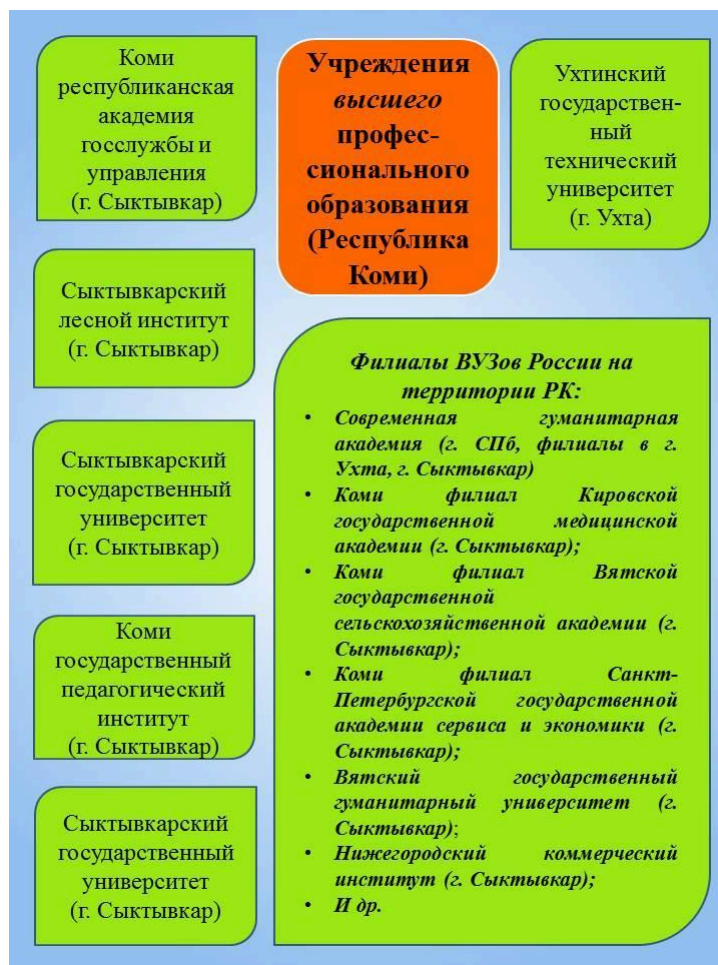 Коми
республиканская
академия
госслужбы и
управления
(г. Сыктывкар)
Учреждения
высшего
профес-
сионального
образования
(Республика
Коми)
Ухтинский
государствен-
ный
технический
университет
(г. Ухта)
Сыктывкарский
лесной институт
(г. Сыктывкар)
Сыктывкарский
государственный
университет
(г. Сыктывкар)
Коми
государственный
педагогический
институт
(г. Сыктывкар)
Сыктывкарский
государственный
университет
(г. Сыктывкар)
Филиалы ВУЗов России на
территории РК:
• Современная гуманитарная
академия (г. СПб, филиалы в г.
Ухта, г. Сыктывкар)
• Коми филиал Кировской
государственной медицинской
академии (г. Сыктывкар);
• Коми филиал Вятской
государственной
сельскохозяйственной академии (г.
Сыктывкар);
• Коми филиал Санкт-
Петербургской государственной
академии сервиса и экономики (г.
Сыктывкар);
• Вятский государственный
гуманитарный университет (г.
Сыктывкар);
• Нижегородский коммерческий
институт (г. Сыктывкар);
• И др.